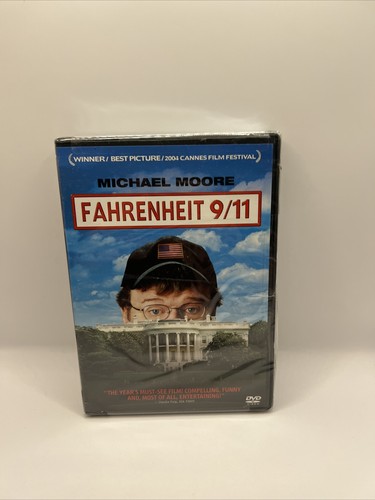 WINNER / BEST PICTURE / 2004 CANNES FILM FESTIVAL
MICHAEL MOORE
FAHRENHEIT 9/11
"THE YEAR'S MUST-SEE FILM! COMPELLING, FUNNY
AND, MOST OF ALL, ENTERTAINING!"
DVD